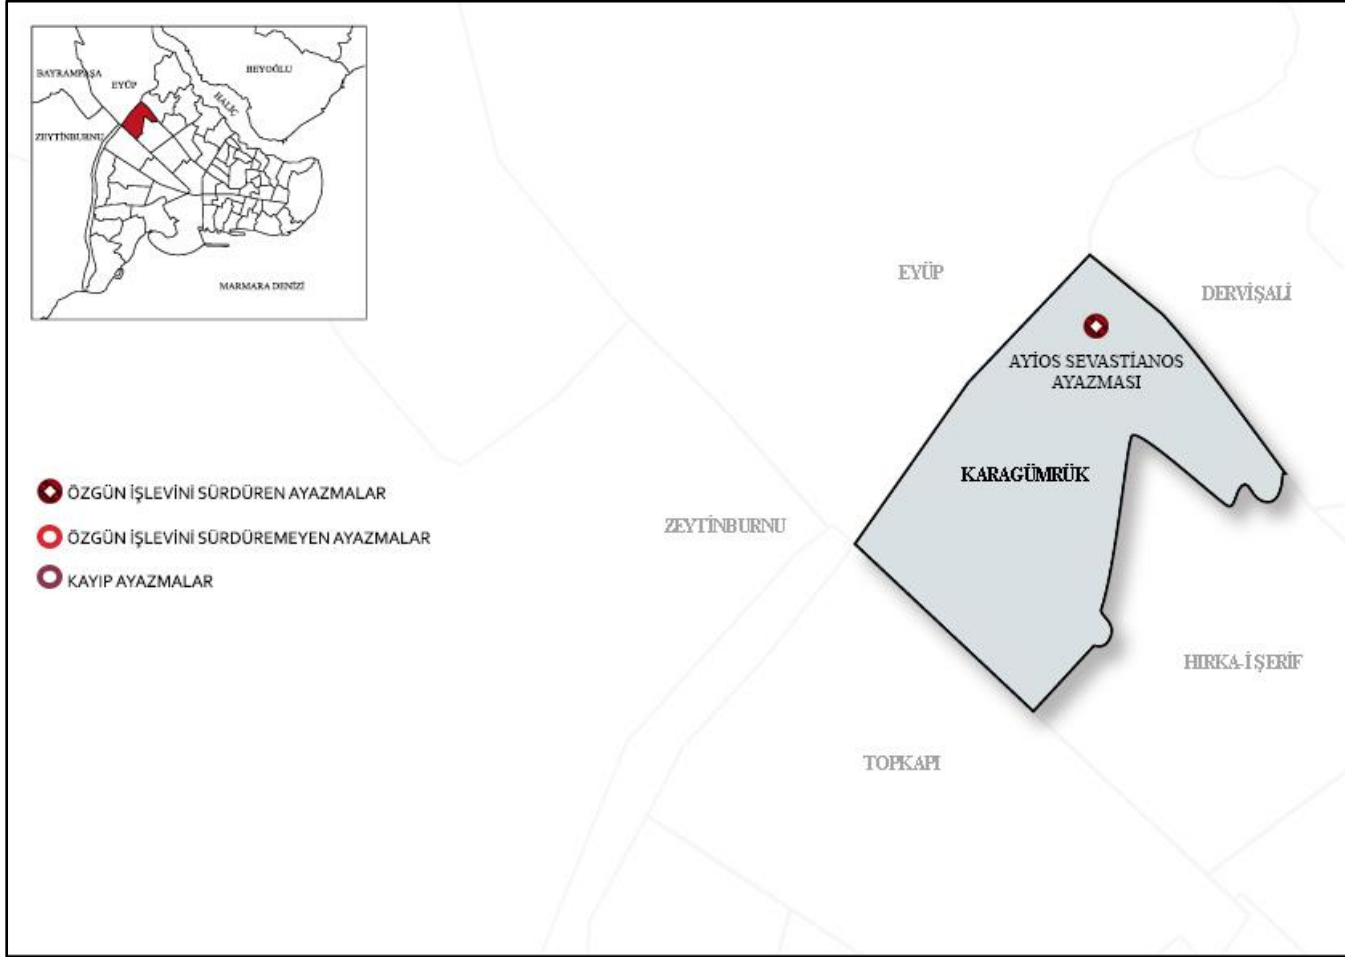 BAYRAMPAŞA
EYÜP
BEYOĞLU
HALİÇ
ZEYTİNBURNU
MARMARA DENİZİ
EYÜP
DERVİŞALİ
AYİOS SEVASTİANOS
AYAZMASI
KARAGÜMRÜK
ÖZGÜN İŞLEVİNİ SÜRDÜREN AYAZMALAR
ZEYTİNBURNU
ÖZGÜN İŞLEVİNİ SÜRDÜREMEYEN AYAZMALAR
KAYIP AYAZMALAR
HIRKA-İ ŞERİF
TOPKAPI